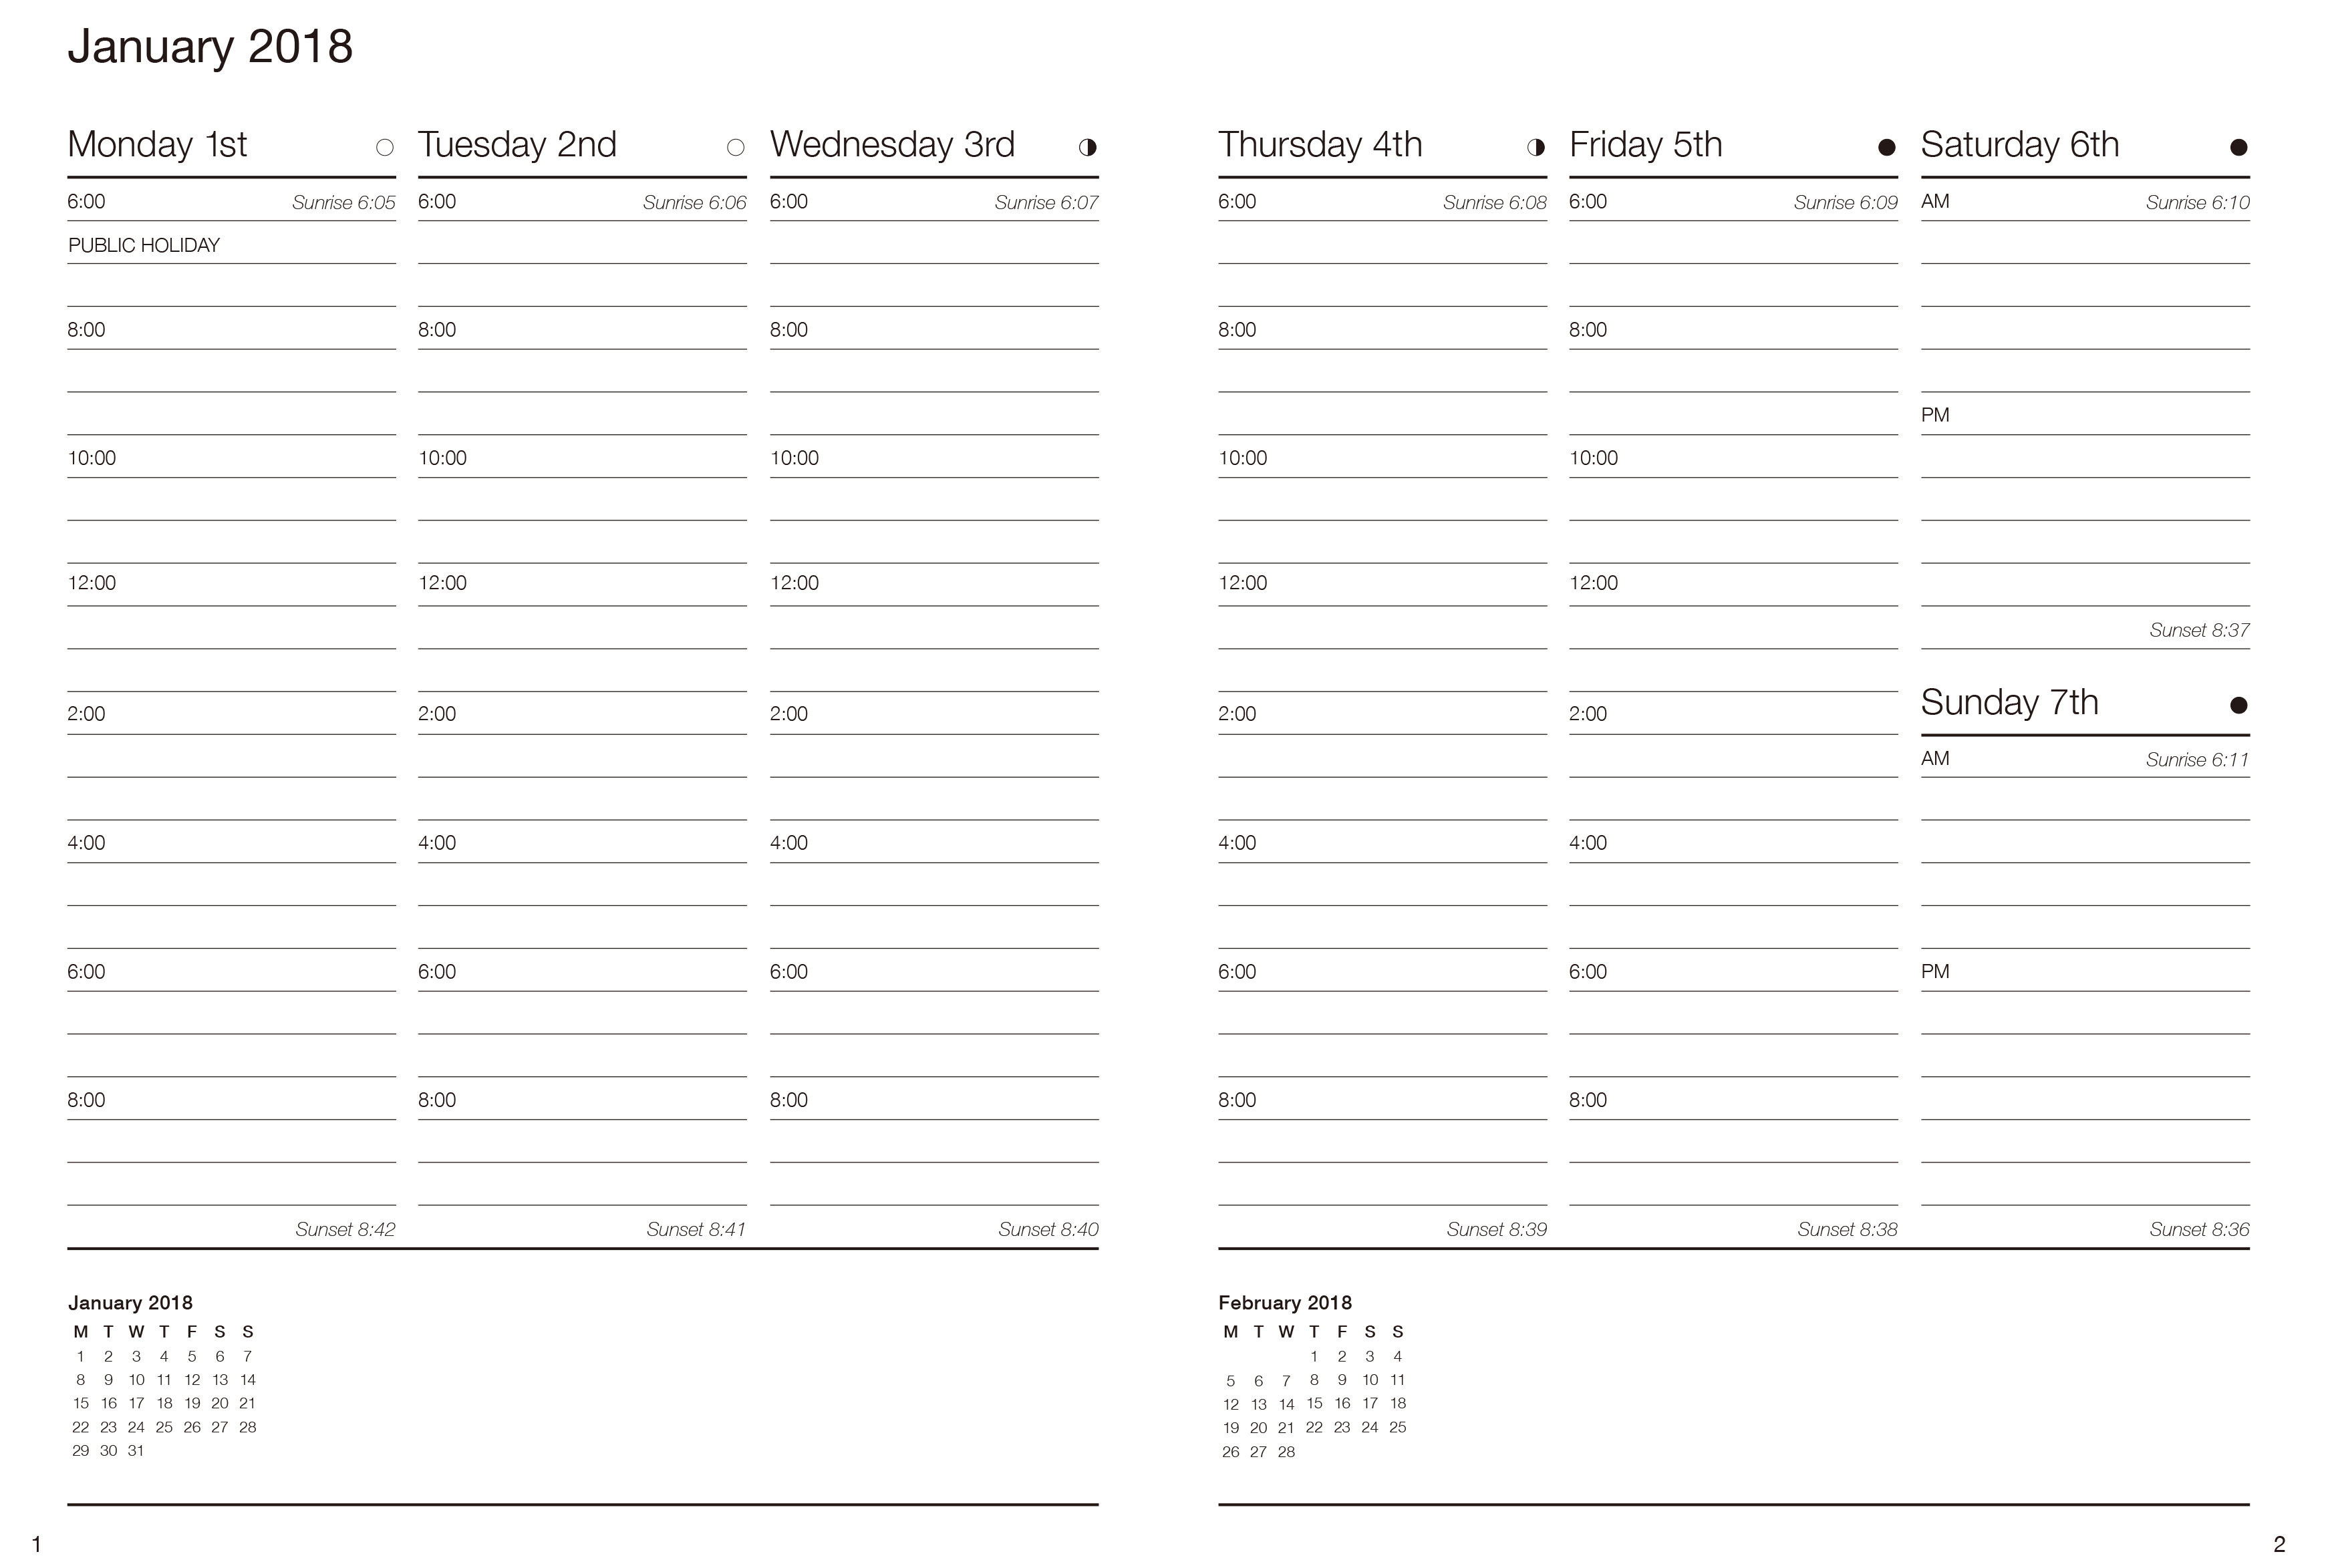 January 2018
Monday 1st
6:00 Sunrise 6:05
PUBLIC HOLIDAY
8:00
10:00
12:00
2:00
4:00
6:00
8:00
Sunset 8:42
Tuesday 2nd
6:00 Sunrise 6:06
8:00
10:00
12:00
2:00
4:00
6:00
8:00
Sunset 8:41
Wednesday 3rd
6:00 Sunrise 6:07
8:00
10:00
12:00
2:00
4:00
6:00
8:00
Sunset 8:40
January 2018
M T W T F S S
1 2 3 4 5 6 7
8 9 10 11 12 13 14
15 16 17 18 19 20 21
22 23 24 25 26 27 28
29 30 31
1
Thursday 4th
6:00 Sunrise 6:08
8:00
10:00
12:00
2:00
4:00
6:00
8:00
Sunset 8:39
Friday 5th
6:00 Sunrise 6:09
8:00
10:00
12:00
2:00
4:00
6:00
8:00
Sunset 8:38
Saturday 6th
AM Sunrise 6:10
PM
Sunset 8:37
Sunday 7th
AM Sunrise 6:11
PM
Sunset 8:36
February 2018
M T W T F S S
1 2 3 4
5 6 7 8 9 10 11
12 13 14 15 16 17 18
19 20 21 22 23 24 25
26 27 28
2